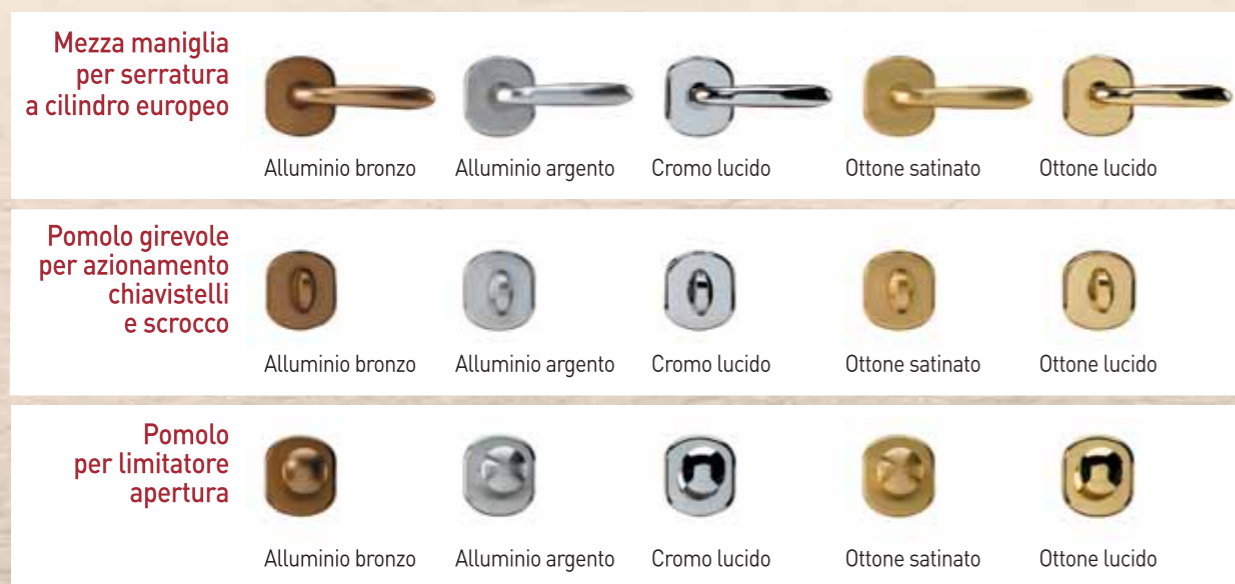 Mezza maniglia
per serratura
a cilindro europeo
Alluminio bronzo Alluminio argento Cromo lucido Ottone satinato Ottone lucido
Pomolo girevole
per azionamento
chiavistelli
e scrocco
Alluminio bronzo Alluminio argento Cromo lucido Ottone satinato Ottone lucido
Pomolo
per limitatore
apertura
Alluminio bronzo Alluminio argento Cromo lucido Ottone satinato Ottone lucido